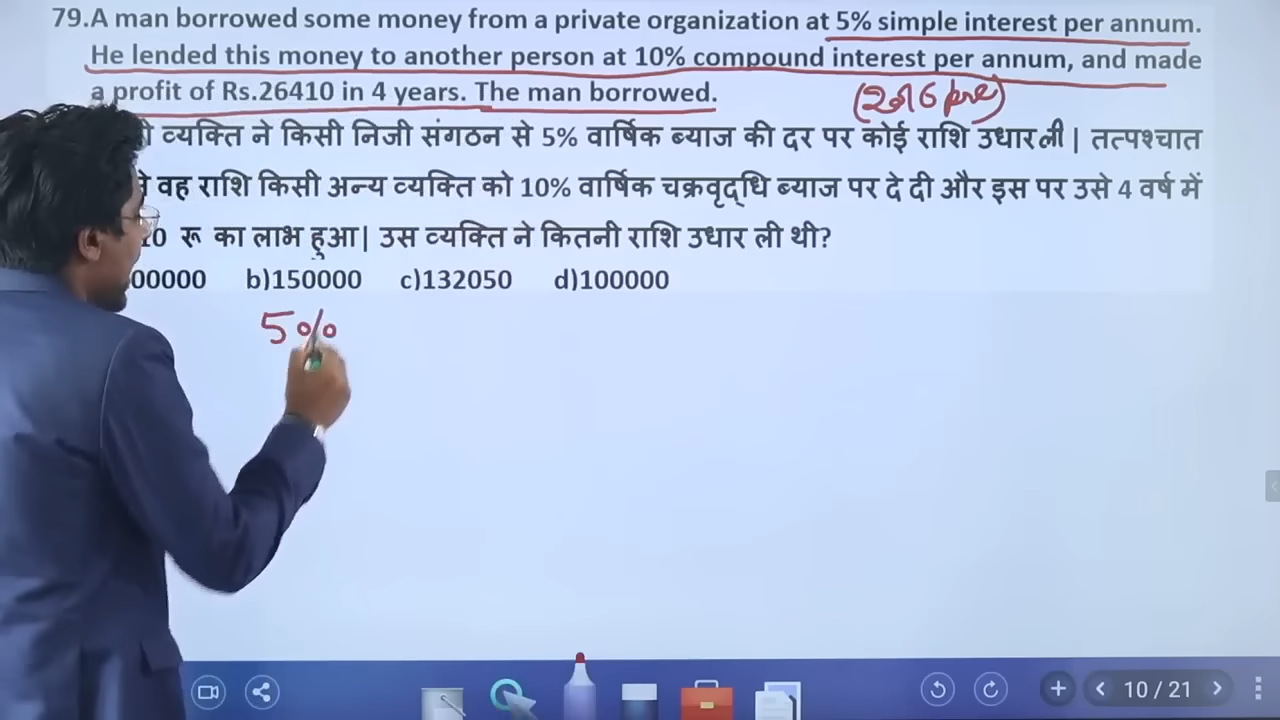 79.A man borrowed some money from a private organization at 5% simple interest per annum.
He lended this money to another person at 10% compound interest per annum, and made
a profit of Rs.26410 in 4 years. The man borrowed.
(2016 pre)
व्यक्ति ने किसी निजी संगठन से 5% वार्षिक ब्याज की दर पर कोई राशि उधार ली | तत्पश्चात
वह राशि किसी अन्य व्यक्ति को 10% वार्षिक चक्रवृद्धि ब्याज पर दे दी और इस पर उसे 4 वर्ष में
10 रू का लाभ हुआ| उस व्यक्ति ने कितनी राशि उधार ली थी?
00000 b)150000 c)132050 d)100000
5%
10 / 21